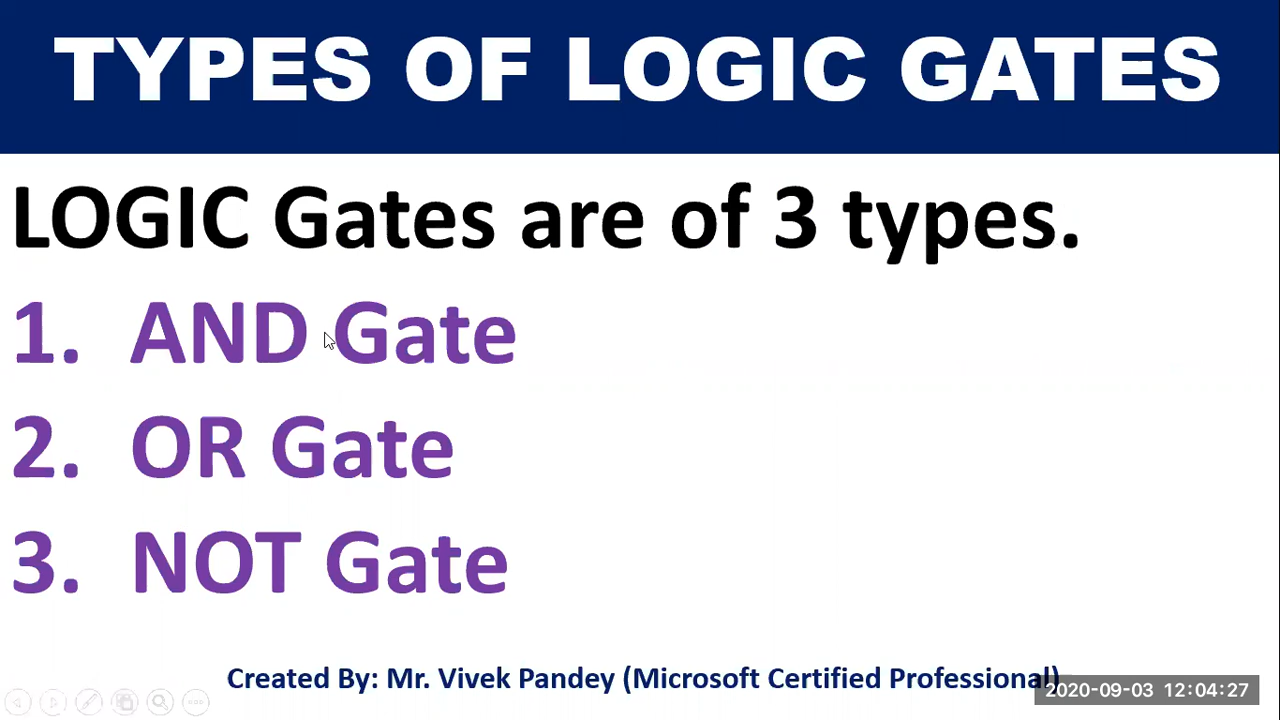 TYPES OF LOGIC GATES
LOGIC Gates are of 3 types.
1. AND Gate
2. OR Gate
3. NOT Gate
Created By: Mr. Vivek Pandey (Microsoft Certified Professional)
2020-09-03 12:04:27